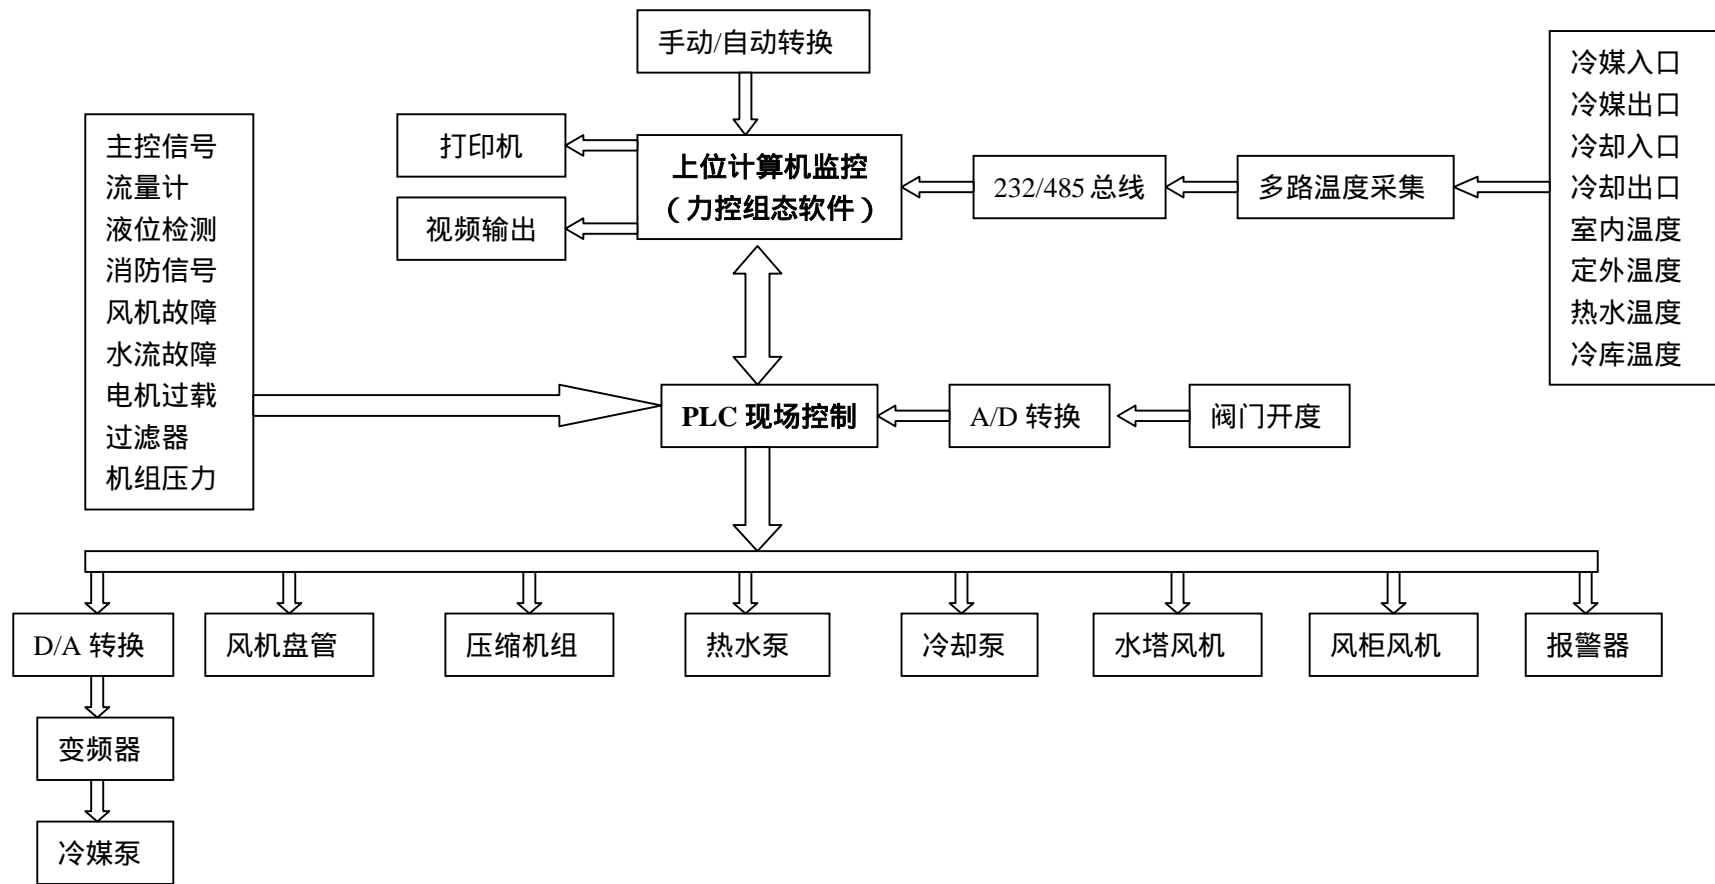 手动/自动转换
冷媒入口
冷媒出口
冷却入口
冷却出口
室内温度
定外温度
热水温度
冷库温度
主控信号
流量计
液位检测
消防信号
风机故障
水流故障
电机过载
过滤器
机组压力
打印机
视频输出
上位计算机监控
（力控组态软件）
232/485 总线
多路温度采集
PLC 现场控制
A/D 转换
阀门开度
D/A 转换
风机盘管
压缩机组
热水泵
冷却泵
水塔风机
风柜风机
报警器
变频器
冷媒泵